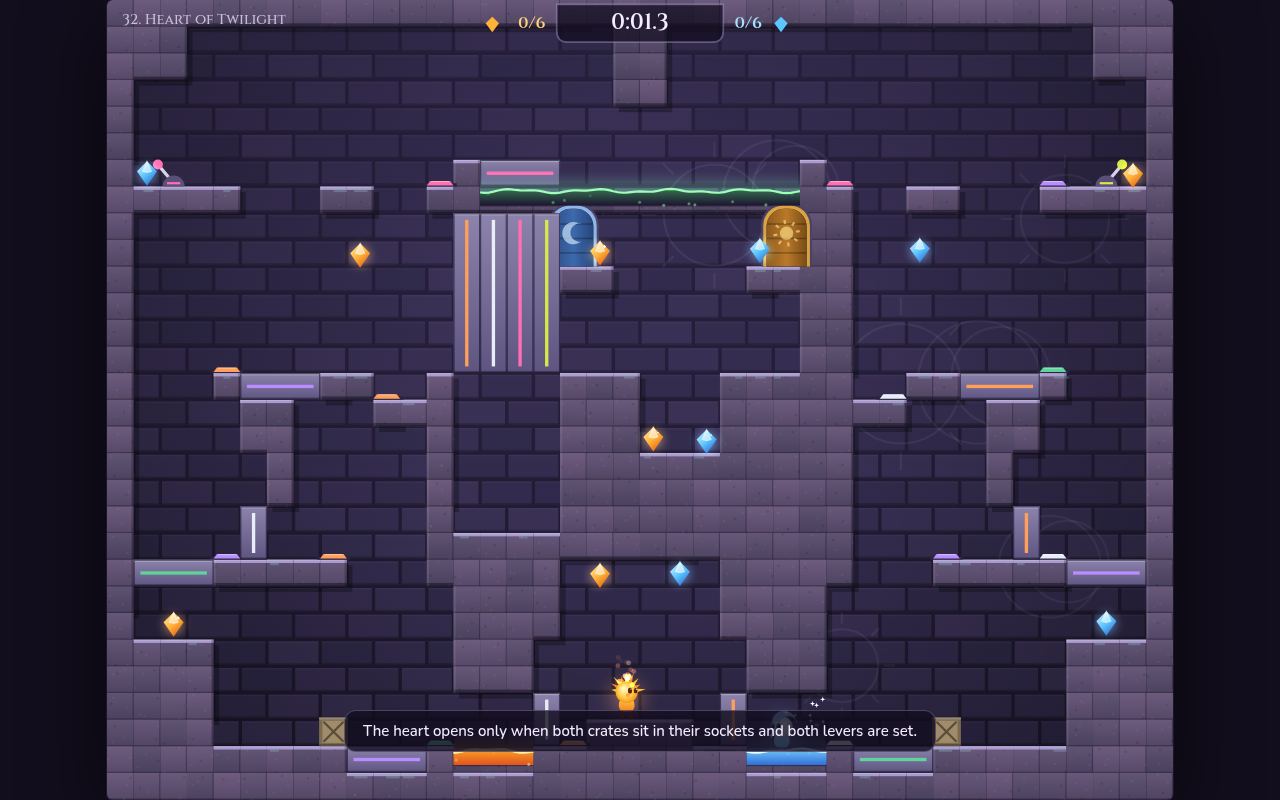 32. Heart of Twilight
0/6
0:01.3
0/6
The heart opens only when both crates sit in their sockets and both levers are set.